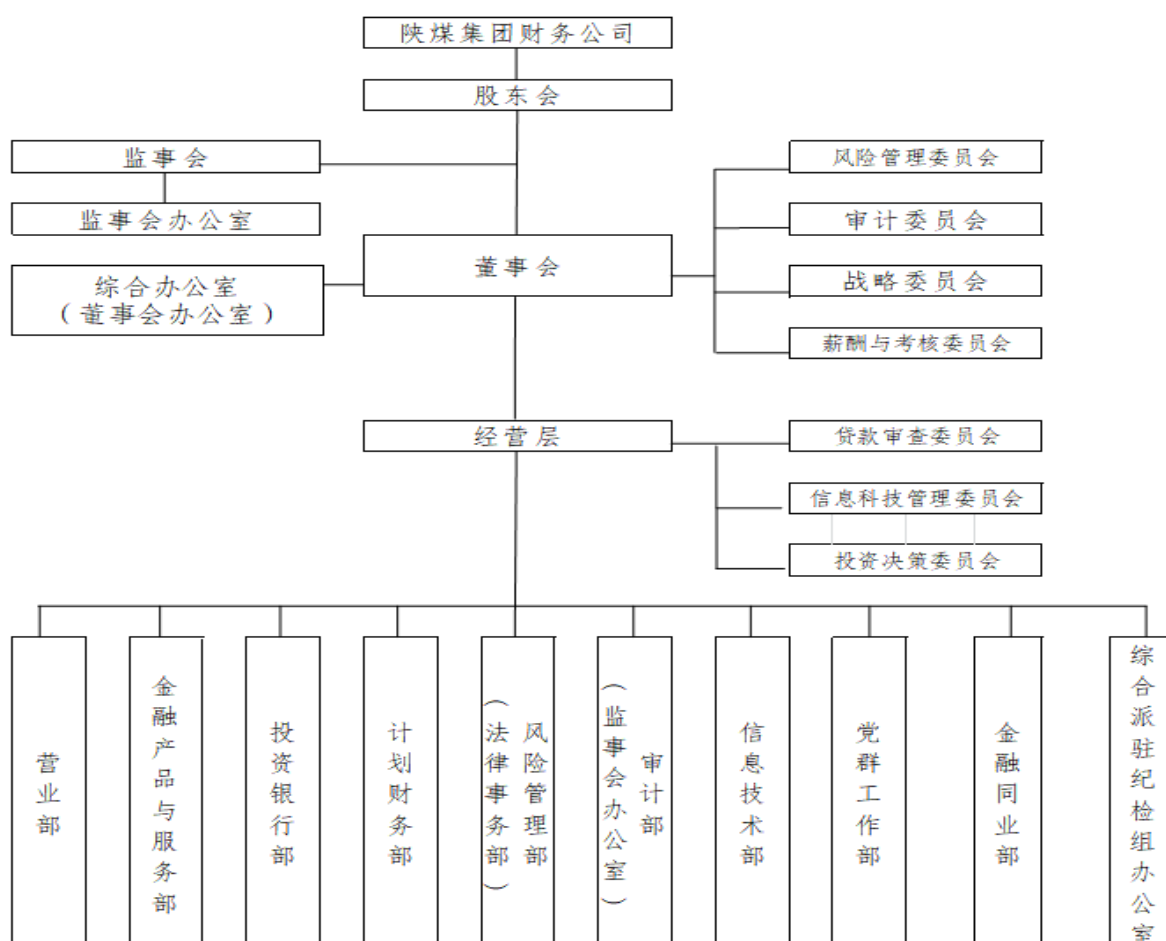 陕煤集团财务公司
股东会
监事会
监事会办公室
综合办公室
（董事会办公室）
董事会
风险管理委员会
审计委员会
战略委员会
薪酬与考核委员会
经营层
贷款审查委员会
信息科技管理委员会
投资决策委员会
营业部
金融产品与服务部
投资银行部
计划财务部
风险管理部
（法律事务部）
审计部
（监事会办公室）
信息技术部
党群工作部
金融同业部
综合派驻纪检组办公室